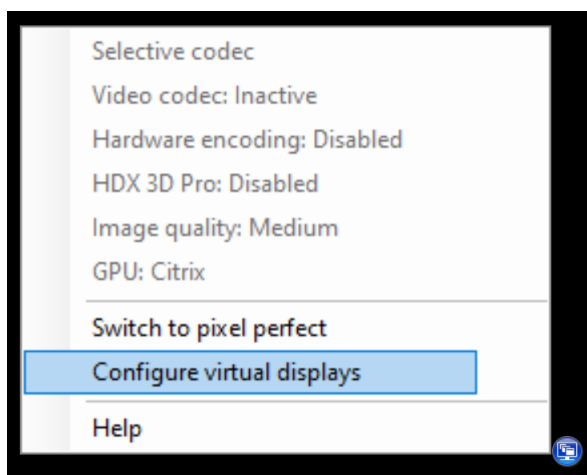 Selective codec
Video codec: Inactive
Hardware encoding: Disabled
HDX 3D Pro: Disabled
Image quality: Medium
GPU: Citrix
Switch to pixel perfect
Configure virtual displays
Help